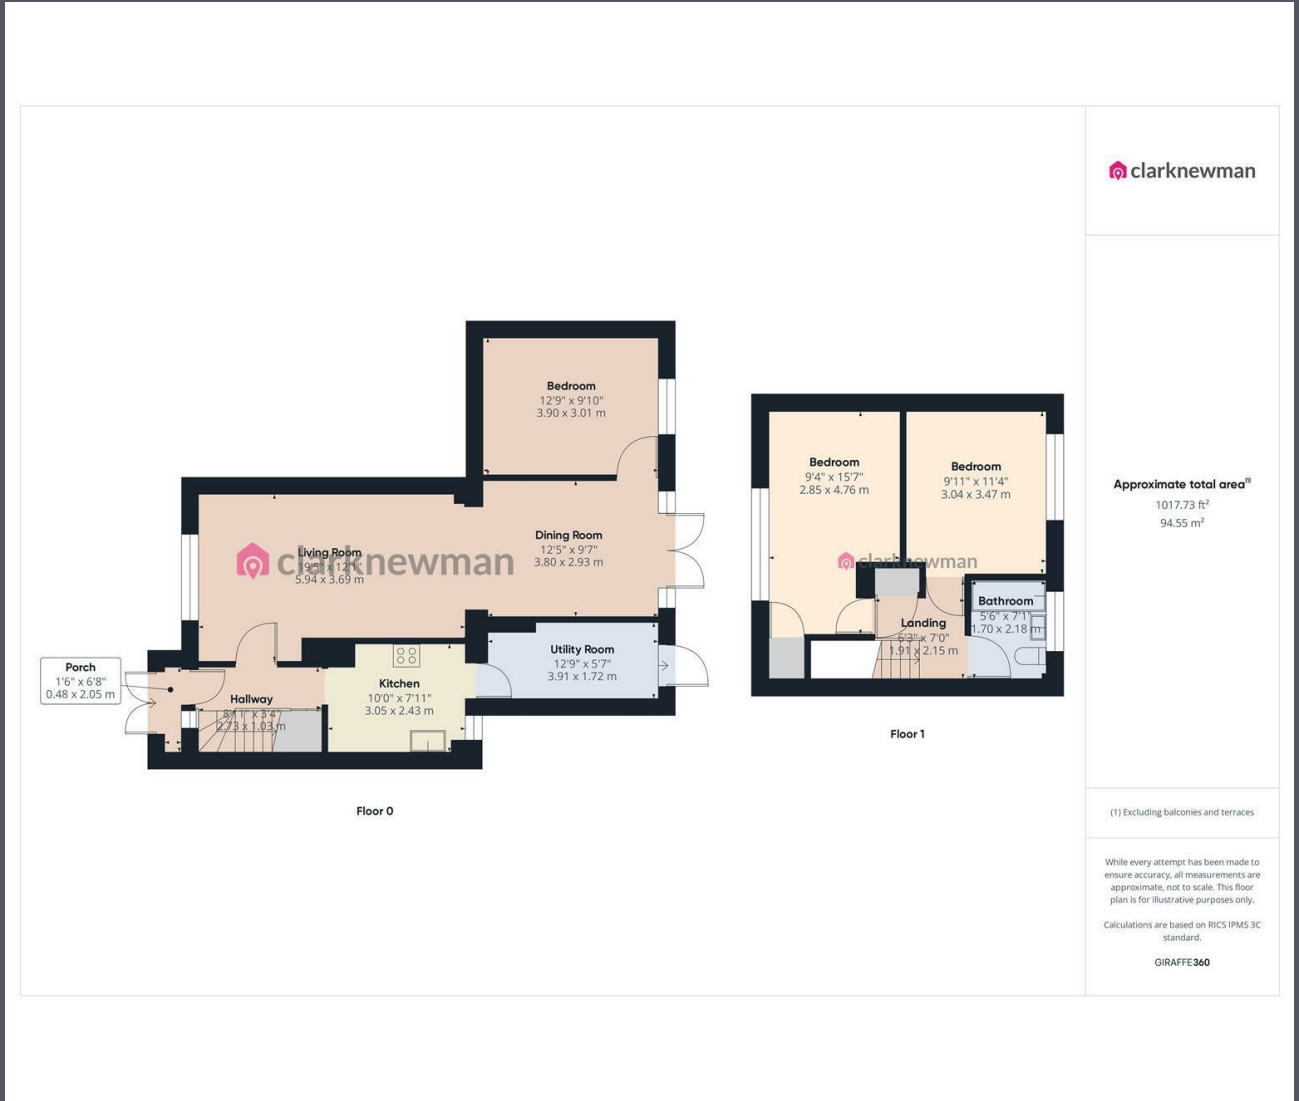 clarknewman
Bedroom
12'9" x 9'10"
3.90 x 3.01 m
Living Room
19'5" x 12'1"
5.94 x 3.69 m
clarknewman
Dining Room
12'5" x 9'7"
3.80 x 2.93 m
Utility Room
12'9" x 5'7"
3.91 x 1.72 m
Kitchen
10'0" x 7'11"
3.05 x 2.43 m
Porch
1'6" x 6'8"
0.48 x 2.05 m
Hallway
8'11" x 3'4"
2.73 x 1.03 m
Floor 0
Bedroom
9'4" x 15'7"
2.85 x 4.76 m
Bedroom
9'11" x 11'4"
3.04 x 3.47 m
clarknewman
Bathroom
5'6" x 7'1"
1.70 x 2.18 m
Landing
6'3" x 7'0"
1.91 x 2.15 m
Floor 1
Approximate total area(1)
1017.73 ft²
94.55 m²
(1) Excluding balconies and terraces
While every attempt has been made to
ensure accuracy, all measurements are
approximate, not to scale. This floor
plan is for illustrative purposes only.
Calculations are based on RICS IPMS 3C
standard.
GIRAFFE360